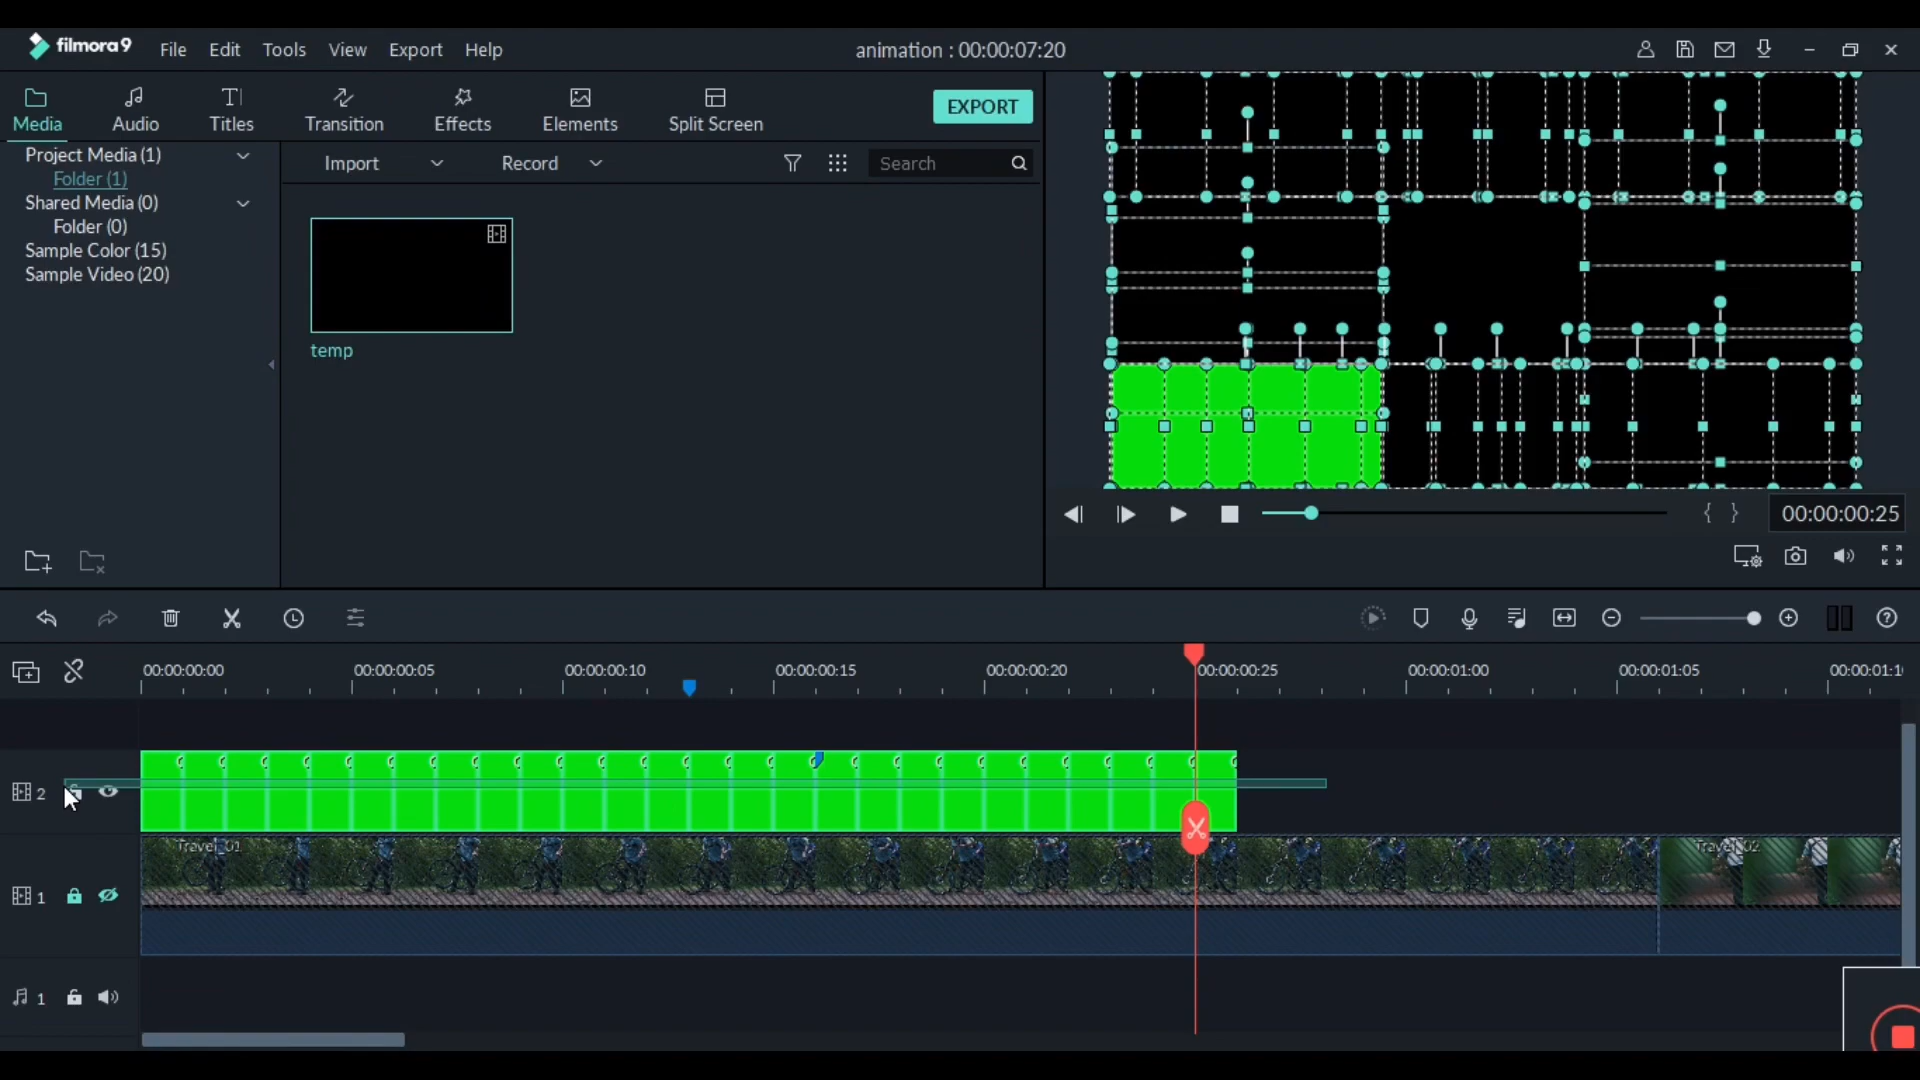 filmora9 File Edit Tools View Export Help animation : 00:00:07:20
Media Audio Titles Transition Effects Elements Split Screen EXPORT
Project Media (1) Import Record Search
Folder (1)
Shared Media (0)
Folder (0)
Sample Color (15)
Sample Video (20)
temp
{ } 00:00:00:25
00:00:00:00 00:00:00:05 00:00:00:10 00:00:00:15 00:00:00:20 00:00:00:25 00:00:01:00 00:00:01:05 00:00:01:1
2
Travel_01 Travel_02
1
1